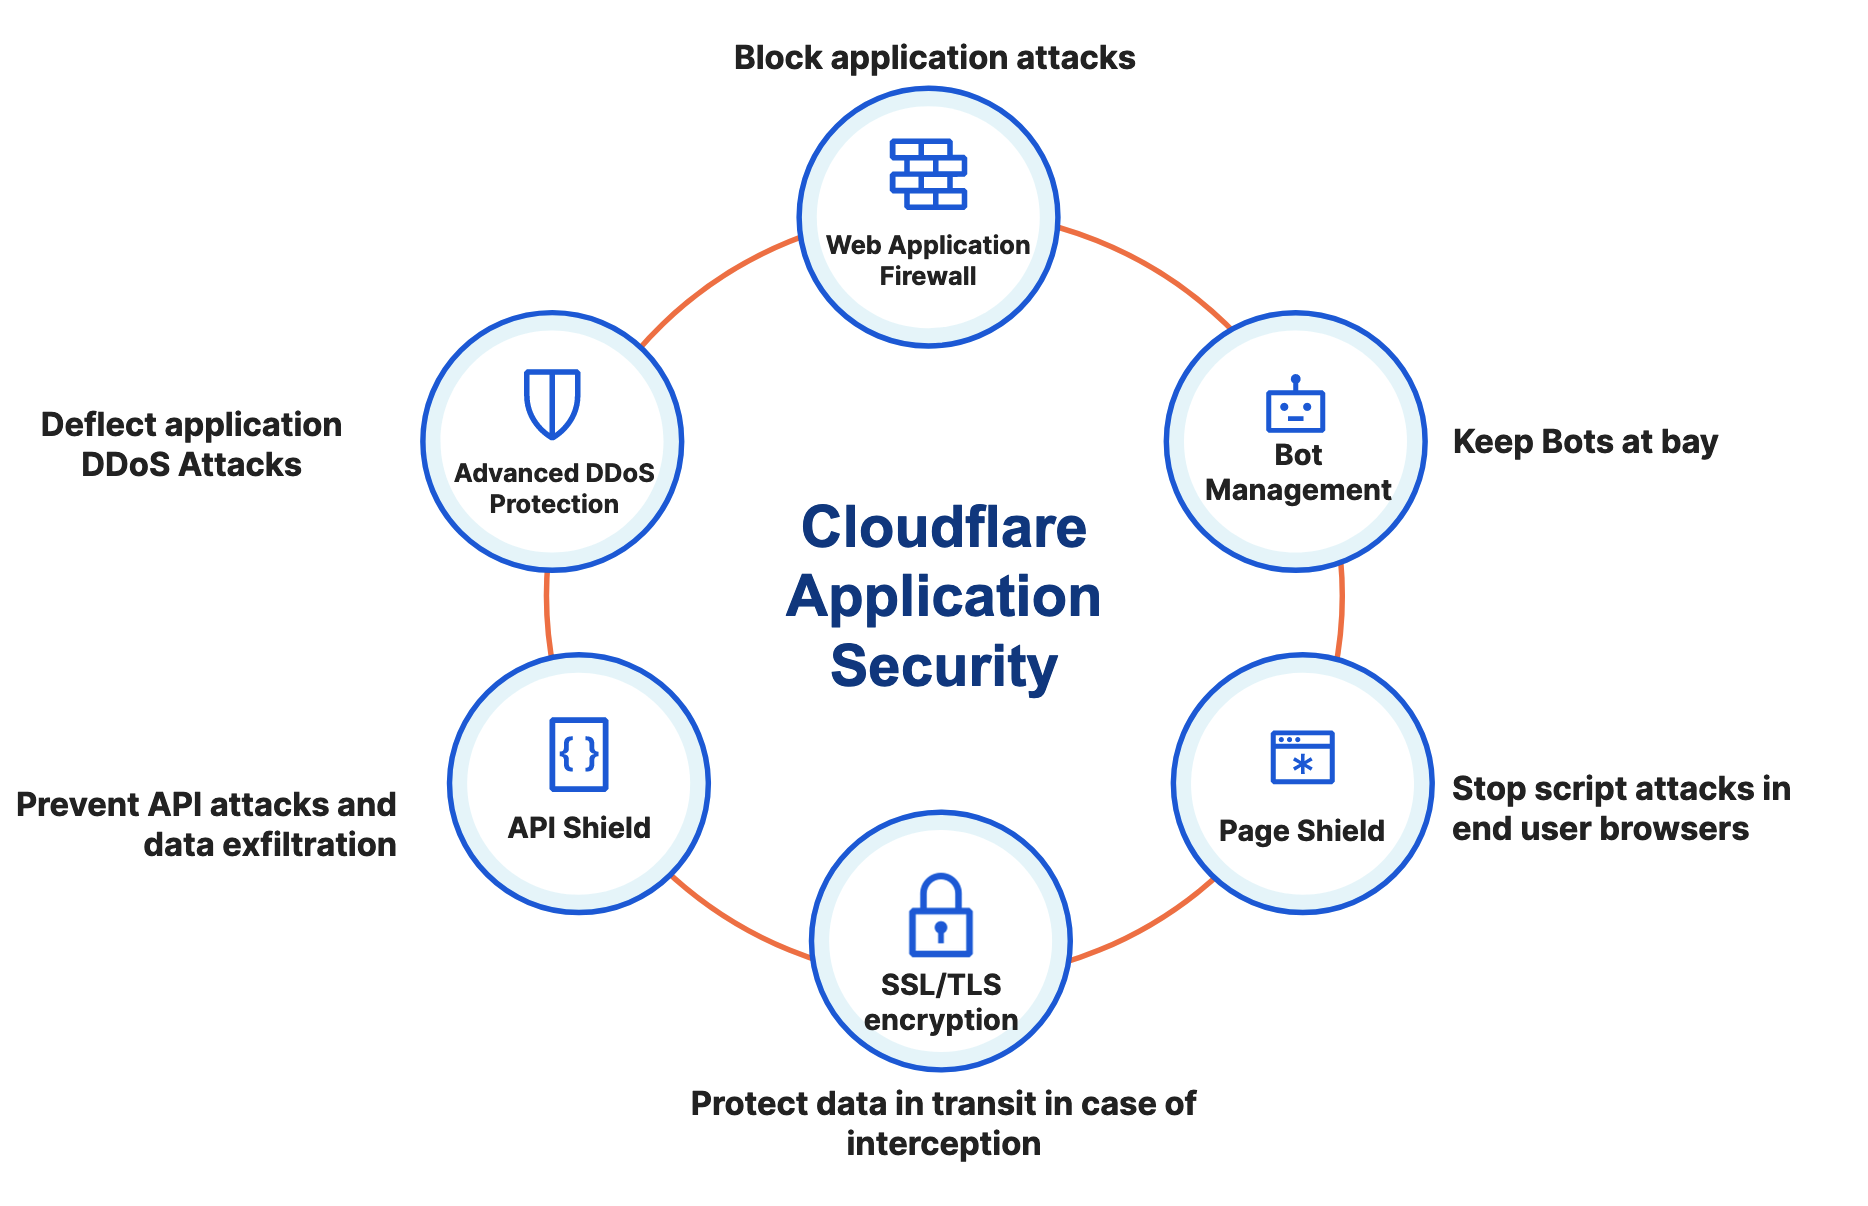 Block application attacks
Web Application
Firewall
Deflect application
DDoS Attacks
Advanced DDoS
Protection
Bot
Management
Keep Bots at bay
Cloudflare
Application
Security
Prevent API attacks and
data exfiltration
{ }
API Shield
*
Page Shield
Stop script attacks in
end user browsers
SSL/TLS
encryption
Protect data in transit in case of
interception